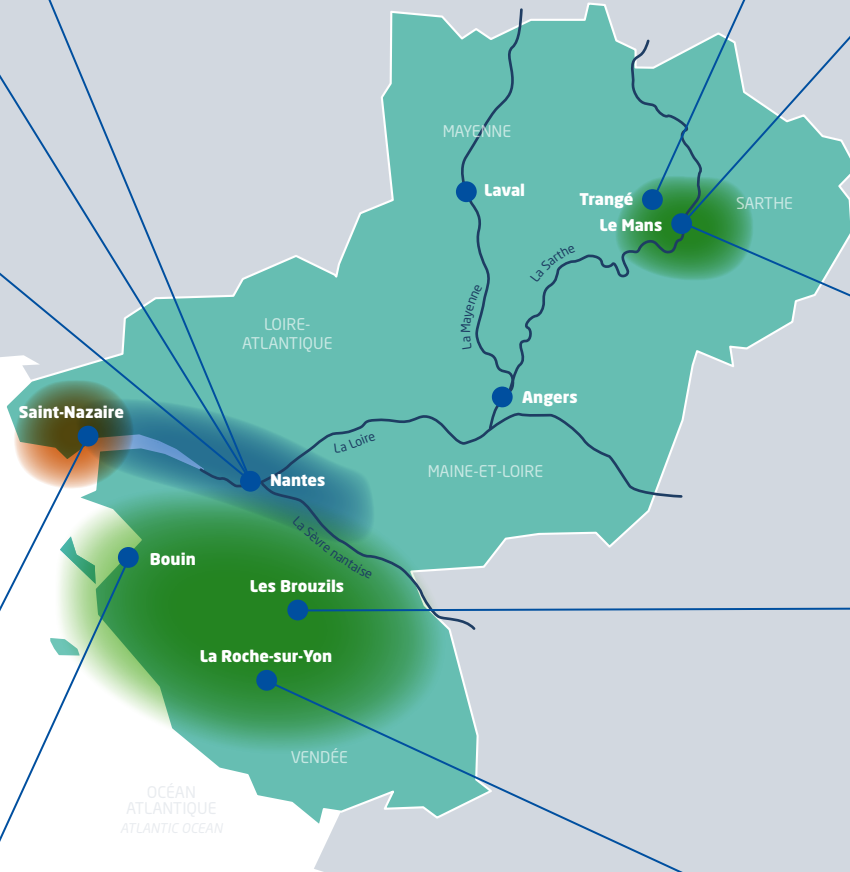 MAYENNE
Laval
Trangé
SARTHE
Le Mans
La Sarthe
La Mayenne
LOIRE-
ATLANTIQUE
Angers
Saint-Nazaire
La Loire
MAINE-ET-LOIRE
Nantes
La Sèvre nantaise
Bouin
Les Brouzils
La Roche-sur-Yon
VENDÉE
OCÉAN
ATLANTIQUE
ATLANTIC OCEAN